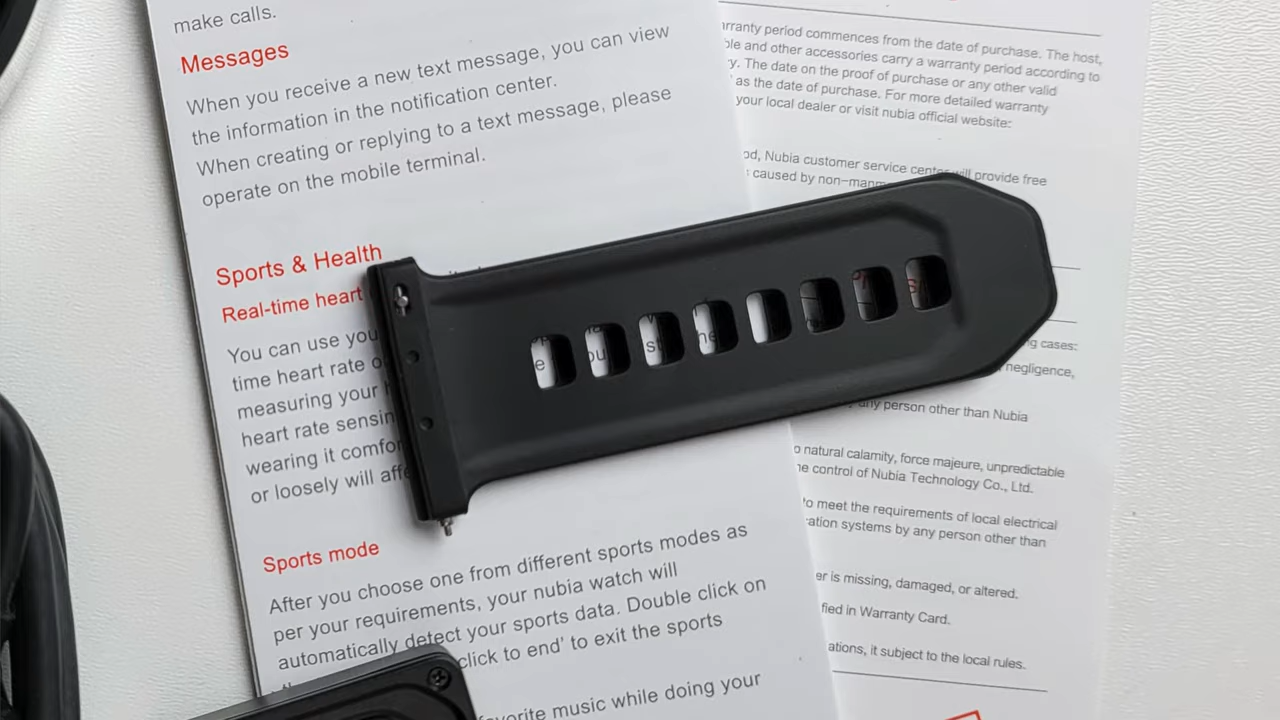 make calls.
Messages
When you receive a new text message, you can view
the information in the notification center.
When creating or replying to a text message, please
operate on the mobile terminal.
Sports & Health
Real-time heart
You can use you
time heart rate
measuring your
heart rate sensin
wearing it comfo
or loosely will affe
Sports mode
After you choose one from different sports modes as
per your requirements, your nubia watch will
automatically detect your sports data. Double click on
click to end' to exit the sports
favorite music while doing your
rranty period commences from the date of purchase. The host,
ble and other accessories carry a warranty period according to
y. The date on the proof of purchase or any other valid
as the date of purchase. For more detailed warranty
your local dealer or visit nubia official website:
od, Nubia customer service center will provide free
caused by non-man
ng cases:
negligence,
any person other than Nubia
o natural calamity, force majeure, unpredictable
he control of Nubia Technology Co., Ltd.
to meet the requirements of local electrical
ration systems by any person other than
er is missing, damaged, or altered.
fied in Warranty Card.
ations, it subject to the local rules.